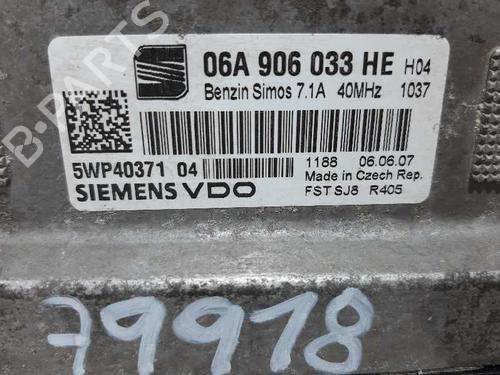 06A 906 033 HE H04
Benzin Simos 7.1A 40MHz 1037
5WP40371 04
1188 06.06.07
SIEMENS VDO
Made in Czech Rep.
FST SJ8 R405
79918
B-PARTS